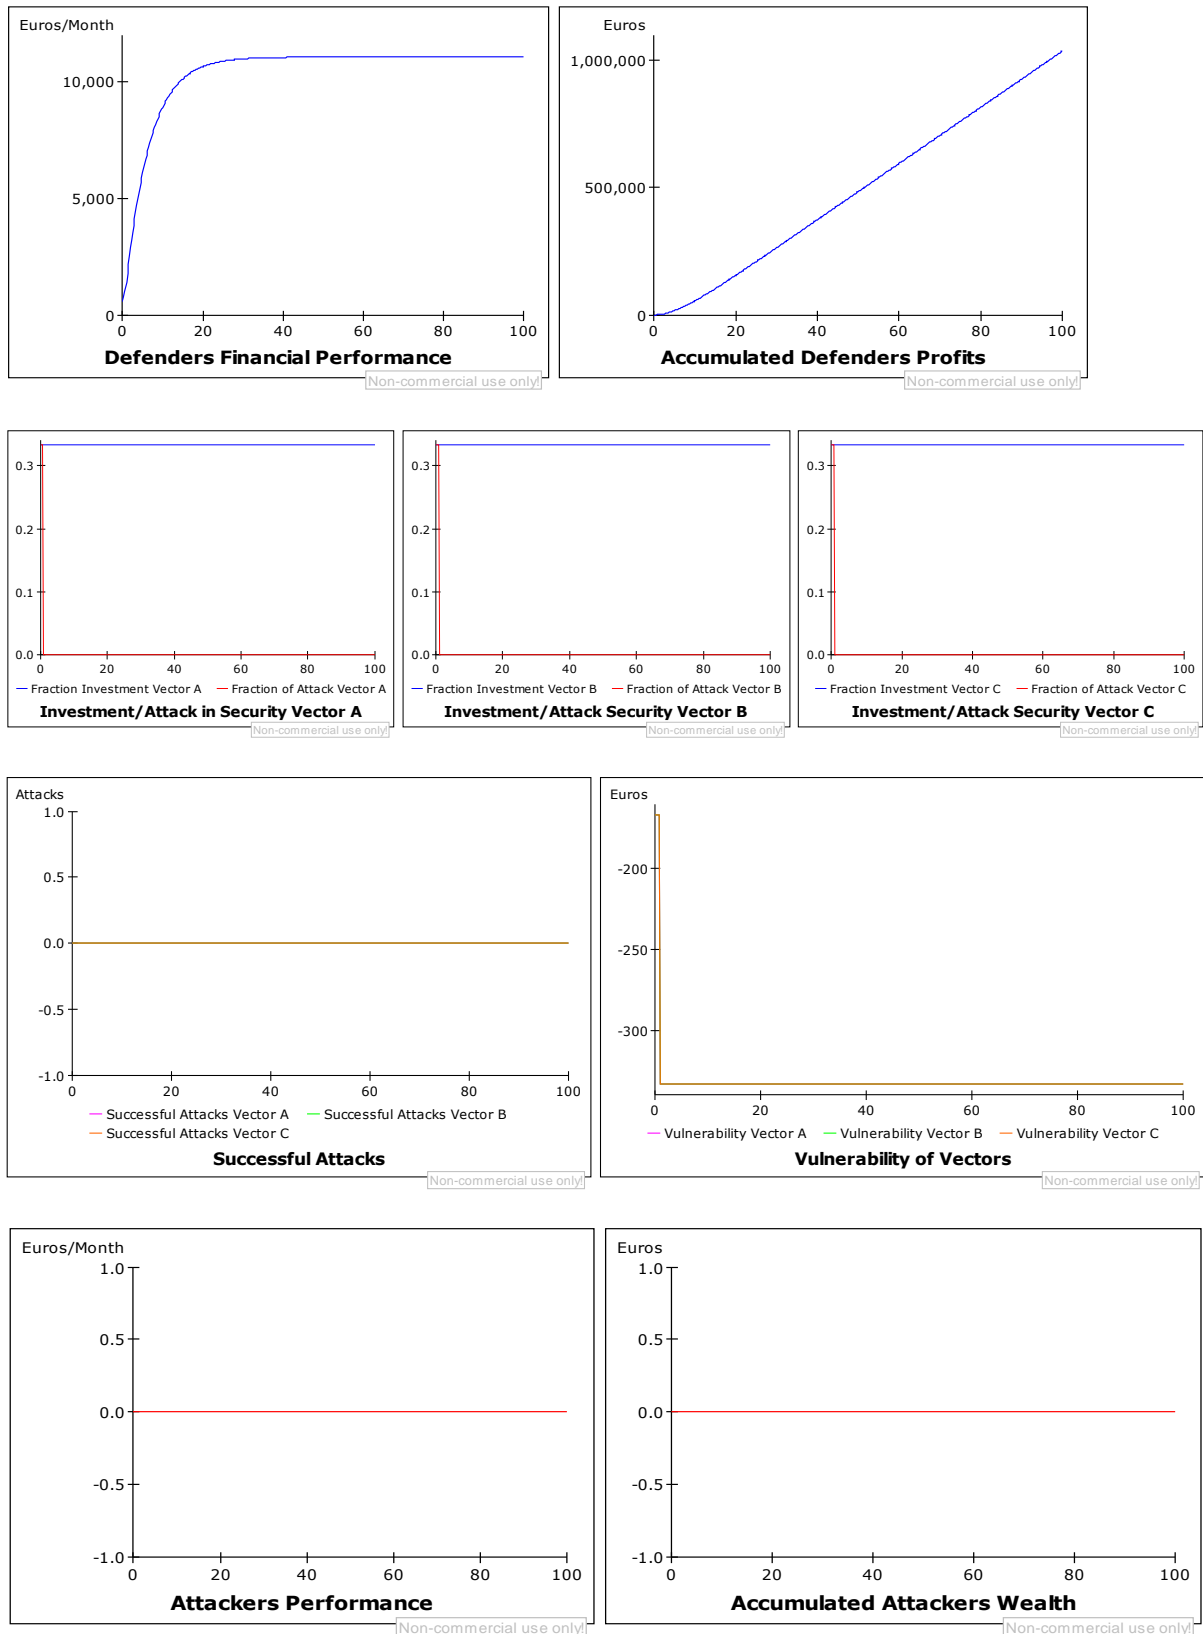 Euros/Month
10,000
5,000
0
0 20 40 60 80 100
Defenders Financial Performance
Non-commercial use only!
Euros
1,000,000
500,000
0
0 20 40 60 80 100
Accumulated Defenders Profits
Non-commercial use only!
0.3
0.2
0.1
0.0
0 20 40 60 80 100
Fraction Investment Vector A Fraction of Attack Vector A
Investment/Attack in Security Vector A
Non-commercial use only!
0.3
0.2
0.1
0.0
0 20 40 60 80 100
Fraction Investment Vector B Fraction of Attack Vector B
Investment/Attack Security Vector B
Non-commercial use only!
0.3
0.2
0.1
0.0
0 20 40 60 80 100
Fraction Investment Vector C Fraction of Attack Vector C
Investment/Attack Security Vector C
Non-commercial use only!
Attacks
1.0
0.5
0.0
-0.5
-1.0
0 20 40 60 80 100
Successful Attacks Vector A Successful Attacks Vector B
Successful Attacks Vector C
Successful Attacks
Non-commercial use only!
Euros
-200
-250
-300
0 20 40 60 80 100
Vulnerability Vector A Vulnerability Vector B Vulnerability Vector C
Vulnerability of Vectors
Non-commercial use only!
Euros/Month
1.0
0.5
0.0
-0.5
-1.0
0 20 40 60 80 100
Attackers Performance
Non-commercial use only!
Euros
1.0
0.5
0.0
-0.5
-1.0
0 20 40 60 80 100
Accumulated Attackers Wealth
Non-commercial use only!